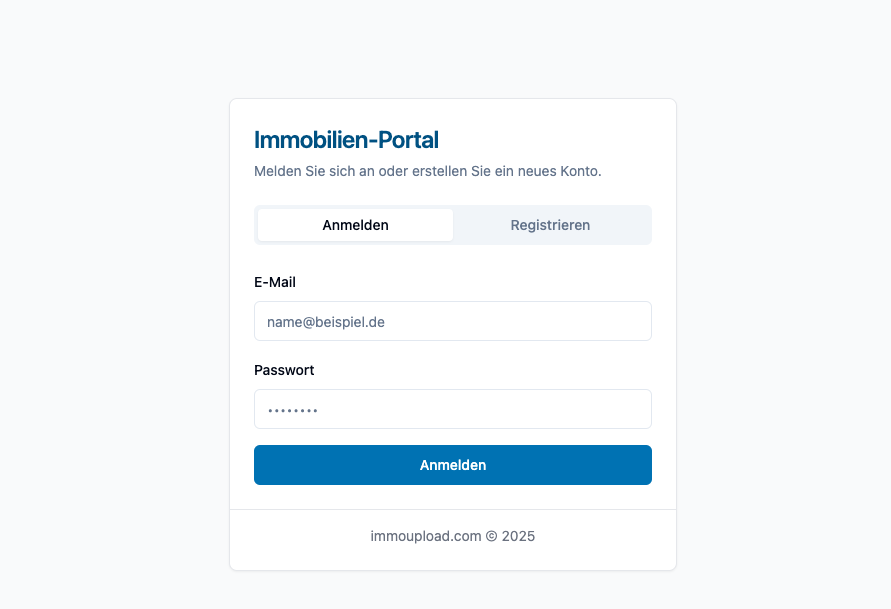 Immobilien-Portal
Melden Sie sich an oder erstellen Sie ein neues Konto.
Anmelden Registrieren
E-Mail
name@beispiel.de
Passwort
••••••••
Anmelden
immoupload.com © 2025